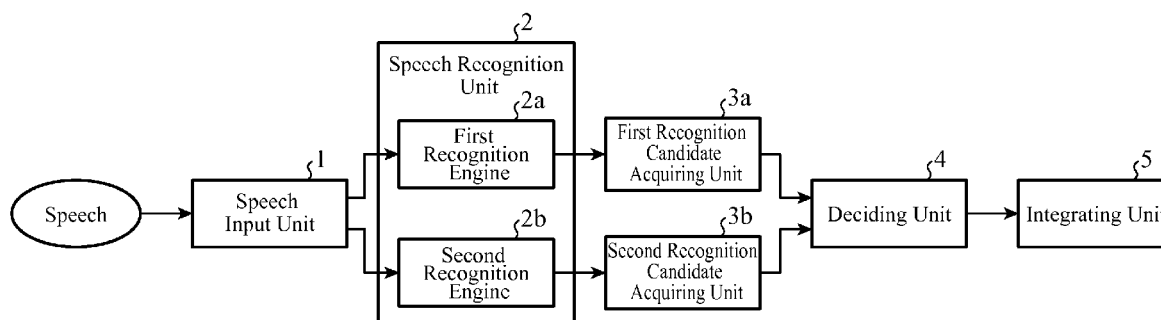 2
Speech Recognition
Unit
2a
First
Recognition
Engine
3a
First Recognition
Candidate
Acquiring Unit
1
Speech
Speech
Input Unit
4
Deciding Unit
5
Integrating Unit
2b
Second
Recognition
Engine
3b
Second Recognition
Candidate
Acquiring Unit